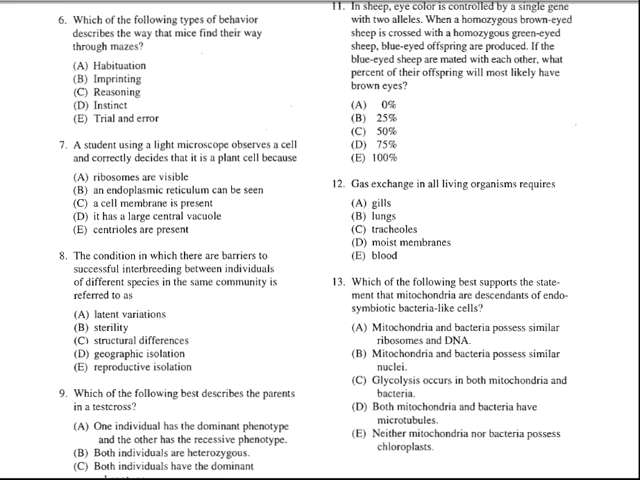 6. Which of the following types of behavior
describes the way that mice find their way
through mazes?
(A) Habituation
(B) Imprinting
(C) Reasoning
(D) Instinct
(E) Trial and error
7. A student using a light microscope observes a cell
and correctly decides that it is a plant cell because
(A) ribosomes are visible
(B) an endoplasmic reticulum can be seen
(C) a cell membrane is present
(D) it has a large central vacuole
(E) centrioles are present
8. The condition in which there are barriers to
successful interbreeding between individuals
of different species in the same community is
referred to as
(A) latent variations
(B) sterility
(C) structural differences
(D) geographic isolation
(E) reproductive isolation
9. Which of the following best describes the parents
in a testcross?
(A) One individual has the dominant phenotype
and the other has the recessive phenotype.
(B) Both individuals are heterozygous.
(C) Both individuals have the dominant
11. In sheep, eye color is controlled by a single gene
with two alleles. When a homozygous brown-eyed
sheep is crossed with a homozygous green-eyed
sheep, blue-eyed offspring are produced. If the
blue-eyed sheep are mated with each other, what
percent of their offspring will most likely have
brown eyes?
(A) 0%
(B) 25%
(C) 50%
(D) 75%
(E) 100%
12. Gas exchange in all living organisms requires
(A) gills
(B) lungs
(C) tracheoles
(D) moist membranes
(E) blood
13. Which of the following best supports the state-
ment that mitochondria are descendants of endo-
symbiotic bacteria-like cells?
(A) Mitochondria and bacteria possess similar
ribosomes and DNA.
(B) Mitochondria and bacteria possess similar
nuclei.
(C) Glycolysis occurs in both mitochondria and
bacteria.
(D) Both mitochondria and bacteria have
microtubules.
(E) Neither mitochondria nor bacteria possess
chloroplasts.